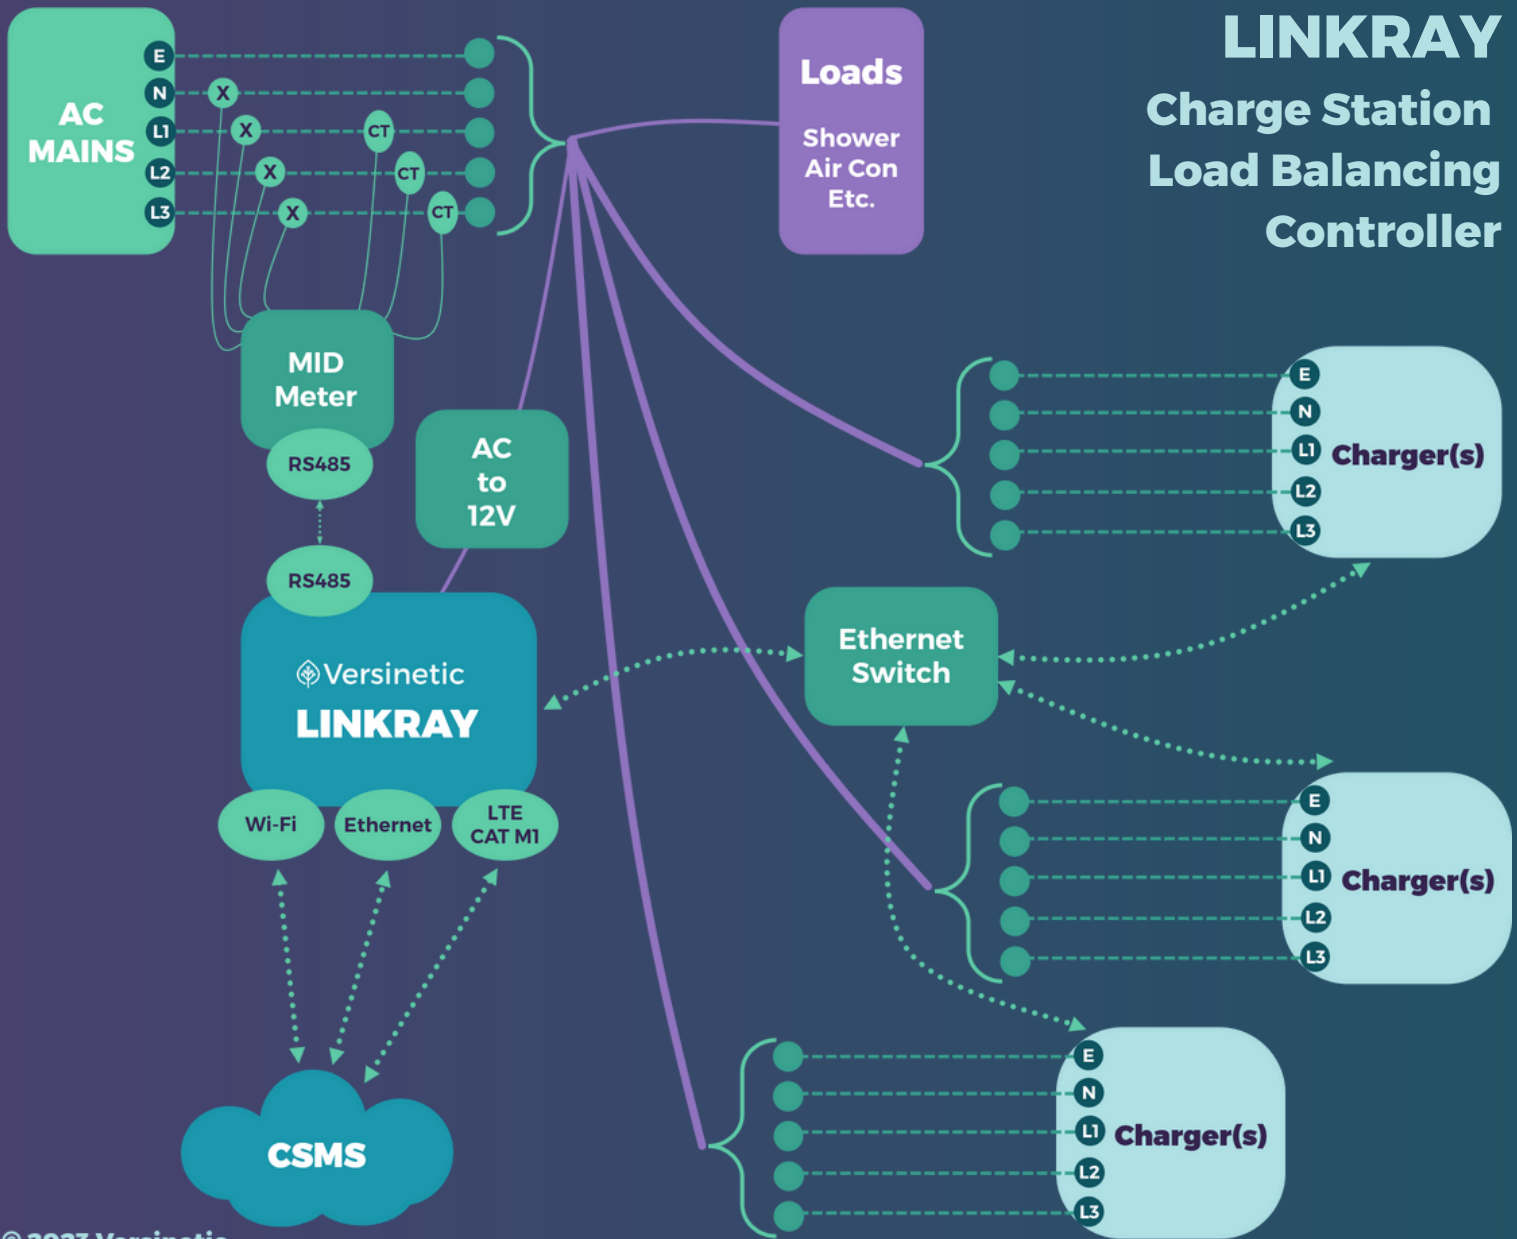 LINKRAY
Charge Station
Load Balancing
Controller
AC
MAINS
E
N
L1
L2
L3
X
X
X
X
CT
CT
CT
Loads
Shower
Air Con
Etc.
MID
Meter
RS485
RS485
AC
to
12V
Versinetic
LINKRAY
Wi-Fi
Ethernet
LTE
CAT M1
CSMS
Ethernet
Switch
E
N
L1
L2
L3
Charger(s)
E
N
L1
L2
L3
Charger(s)
E
N
L1
L2
L3
Charger(s)
© 2023 Versinetic